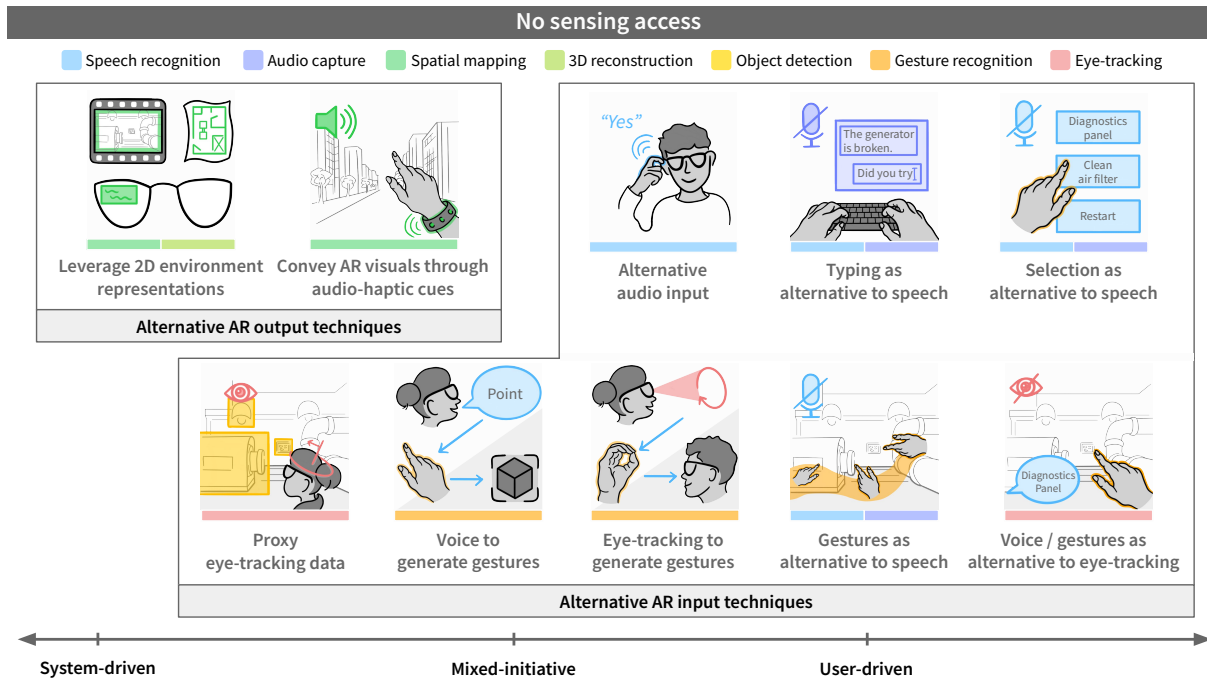 No sensing access
Speech recognition
Audio capture
Spatial mapping
3D reconstruction
Object detection
Gesture recognition
Eye-tracking
Leverage 2D environment
representations
Convey AR visuals through
audio-haptic cues
Alternative AR output techniques
“Yes”
Alternative
audio input
The generator
is broken.
Did you try
Typing as
alternative to speech
Diagnostics
panel
Clean
air filter
Restart
Selection as
alternative to speech
Proxy
eye-tracking data
Point
Voice to
generate gestures
Eye-tracking to
generate gestures
Gestures as
alternative to speech
Diagnostics
Panel
Voice / gestures as
alternative to eye-tracking
Alternative AR input techniques
System-driven
Mixed-initiative
User-driven